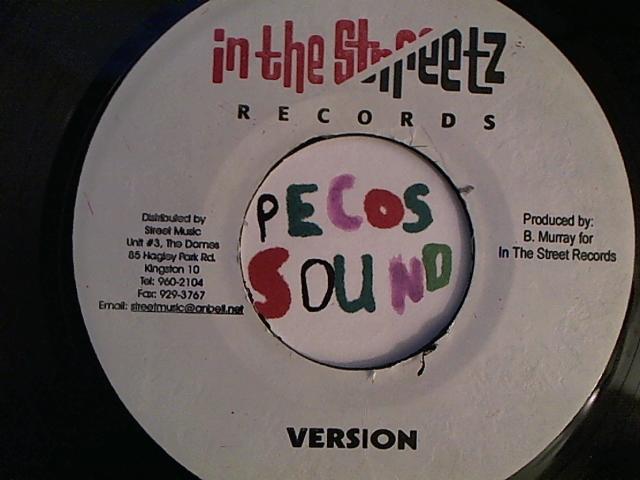 in the Streetz
RECORDS
PECOS
SOUND
Distributed by
Street Music
Unit #3, The Domes
85 Hagley Park Rd.
Kingston 10
Tel: 960-2104
Fax: 929-3767
Email: streetmusic@anbell.net
Produced by:
B. Murray for
In The Street Records
VERSION